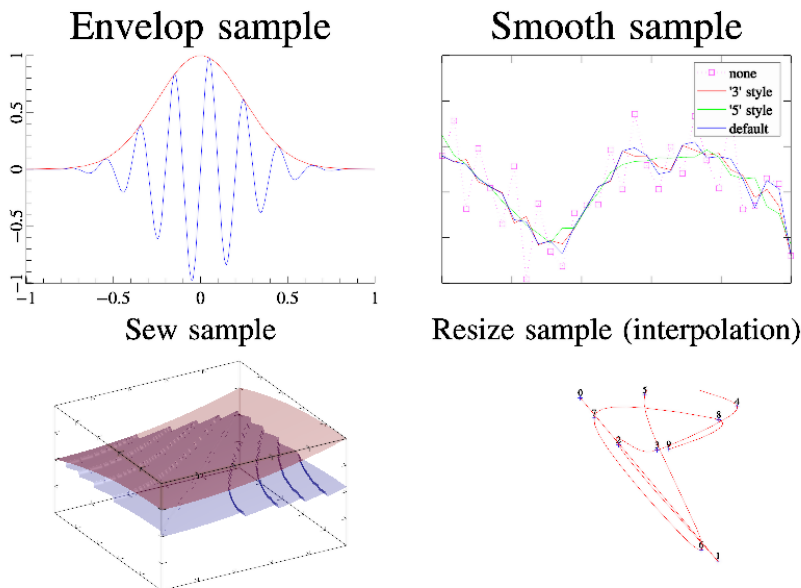 Envelop sample
Smooth sample
1
0.5
0
−0.5
−1
−1
−0.5
0
0.5
1
none
'3' style
'5' style
default
Sew sample
Resize sample (interpolation)
0
5
4
7
8
2
3
9
6
1